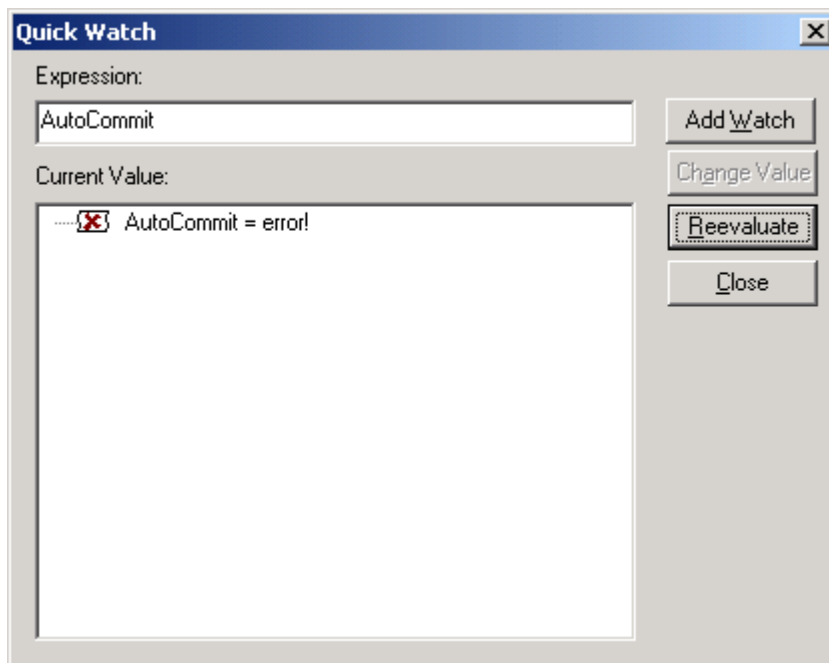 Quick Watch
Expression:
AutoCommit
Add Watch
Current Value:
Change Value
AutoCommit = error!
Reevaluate
Close